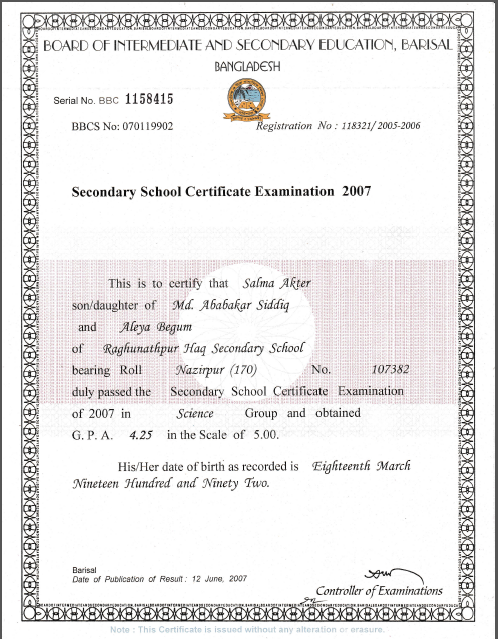 BOARD OF INTERMEDIATE AND SECONDARY EDUCATION, BARISAL
BANGLADESH
Serial No. BBC 1158415
BBCS No: 070119902
Registration No : 118321/2005-2006
Secondary School Certificate Examination 2007
This is to certify that Salma Akter
son/daughter of Md. Ababakar Siddiq
and Aleya Begum
of Raghunathpur Haq Secondary School
bearing Roll Nazirpur (170) No. 107382
duly passed the Secondary School Certificate Examination
of 2007 in Science Group and obtained
G. P. A. 4.25 in the Scale of 5.00.
His/Her date of birth as recorded is Eighteenth March
Nineteen Hundred and Ninety Two.
Barisal
Date of Publication of Result : 12 June, 2007
Controller of Examinations
Note : This Certificate is issued without any alteration or erasure.